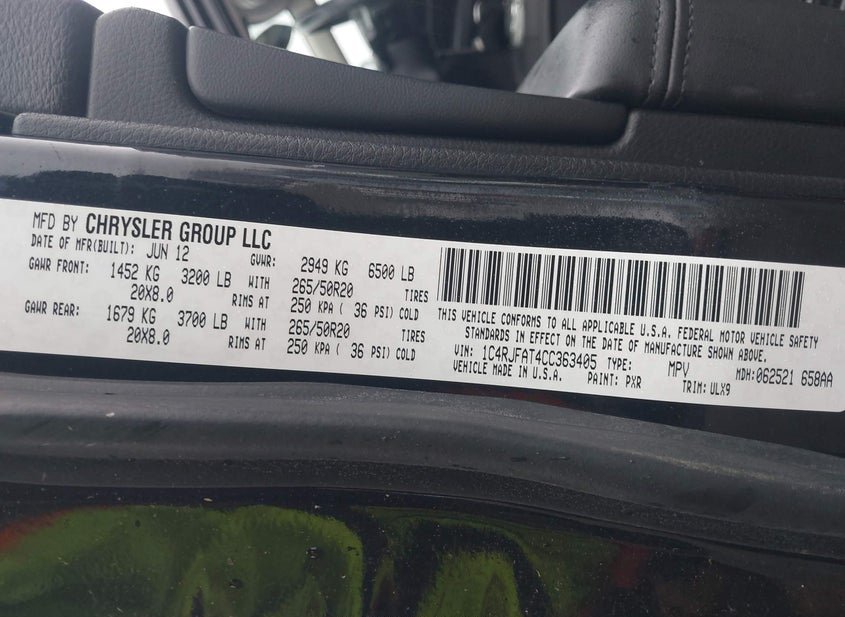 MFD BY CHRYSLER GROUP LLC
DATE OF MFR(BUILT): JUN 12 GVWR: 2949 KG 6500 LB
GAWR FRONT: 1452 KG 3200 LB WITH 265/50R20 TIRES
20X8.0 RIMS AT 250 KPA ( 36 PSI) COLD
GAWR REAR: 1679 KG 3700 LB WITH 265/50R20 TIRES
20X8.0 RIMS AT 250 KPA ( 36 PSI) COLD
THIS VEHICLE CONFORMS TO ALL APPLICABLE U.S.A. FEDERAL MOTOR VEHICLE SAFETY
STANDARDS IN EFFECT ON THE DATE OF MANUFACTURE SHOWN ABOVE.
VIN: 1C4RJFAT4CC363405 TYPE: MPV MDH:062521 658AA
VEHICLE MADE IN U.S.A. PAINT: PXR TRIM: ULX9